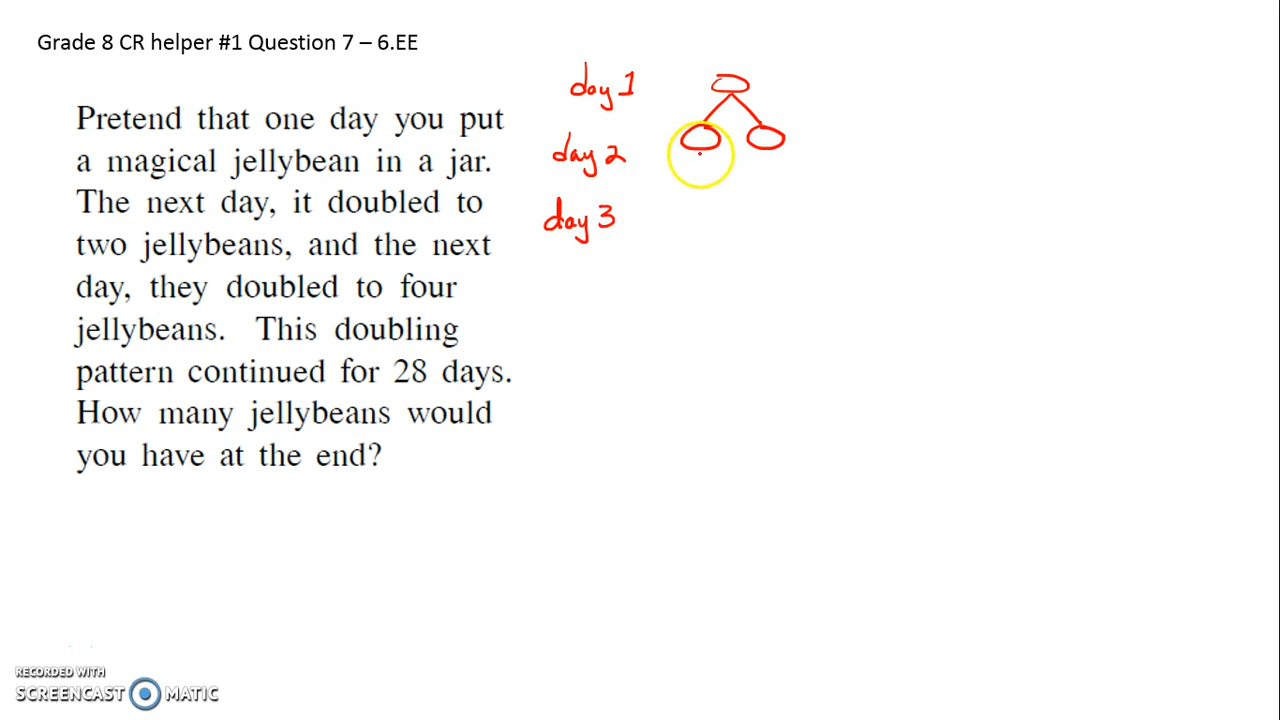 Grade 8 CR helper #1 Question 7 – 6.EE
Pretend that one day you put
a magical jellybean in a jar.
The next day, it doubled to
two jellybeans, and the next
day, they doubled to four
jellybeans. This doubling
pattern continued for 28 days.
How many jellybeans would
you have at the end?
day 1
day 2
day 3
RECORDED WITH
SCREENCAST MATIC